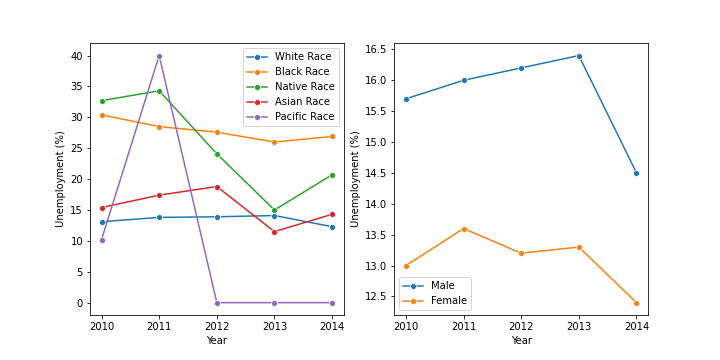 40
35
30
25
20
15
10
5
0
Unemployment (%)
2010 2011 2012 2013 2014
Year
White Race
Black Race
Native Race
Asian Race
Pacific Race
16.5
16.0
15.5
15.0
14.5
14.0
13.5
13.0
12.5
Unemployment (%)
2010 2011 2012 2013 2014
Year
Male
Female